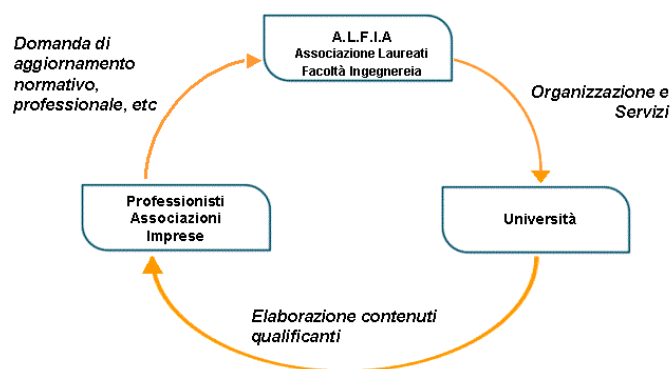 A.L.F.I.A
Associazione Laureati
Facoltà Ingegnereia
Domanda di
aggiornamento
normativo,
professionale, etc
Organizzazione e
Servizi
Professionisti
Associazioni
Imprese
Università
Elaborazione contenuti
qualificanti